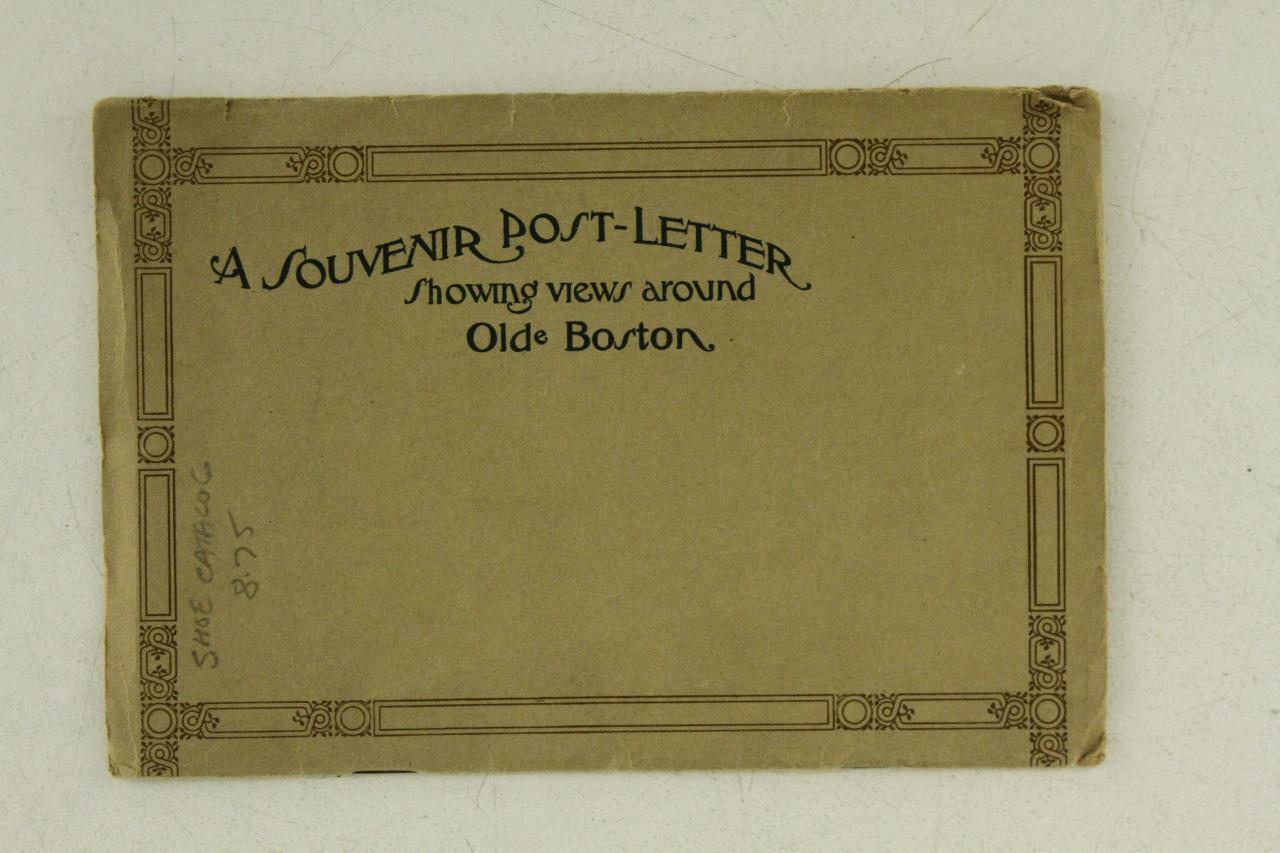 A SOUVENIR POST-LETTER
Showing views around
Olde Boston
SHOE CATALOG
8.75